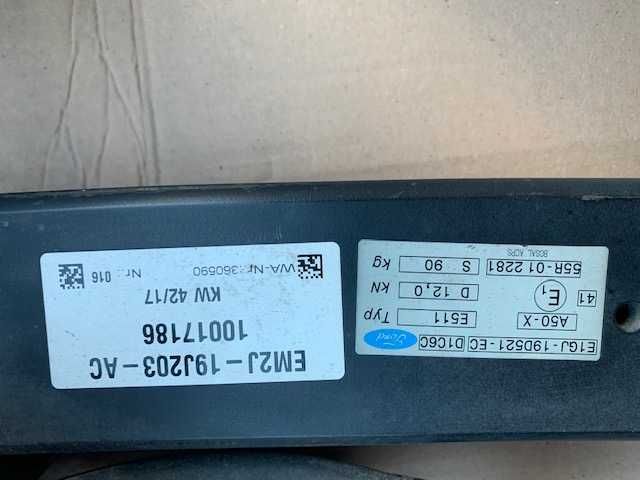 E1GJ-19D521-EC D1C6C
Ford
A50-X
Typ E511
41 E1
D 12,0 kN
55R-01 2281
S 90 kg
BOSAL ACPS
EM2J-19J203-AC
10017186
KW 42/17
WA-Nr.:360590
Nr.: 016